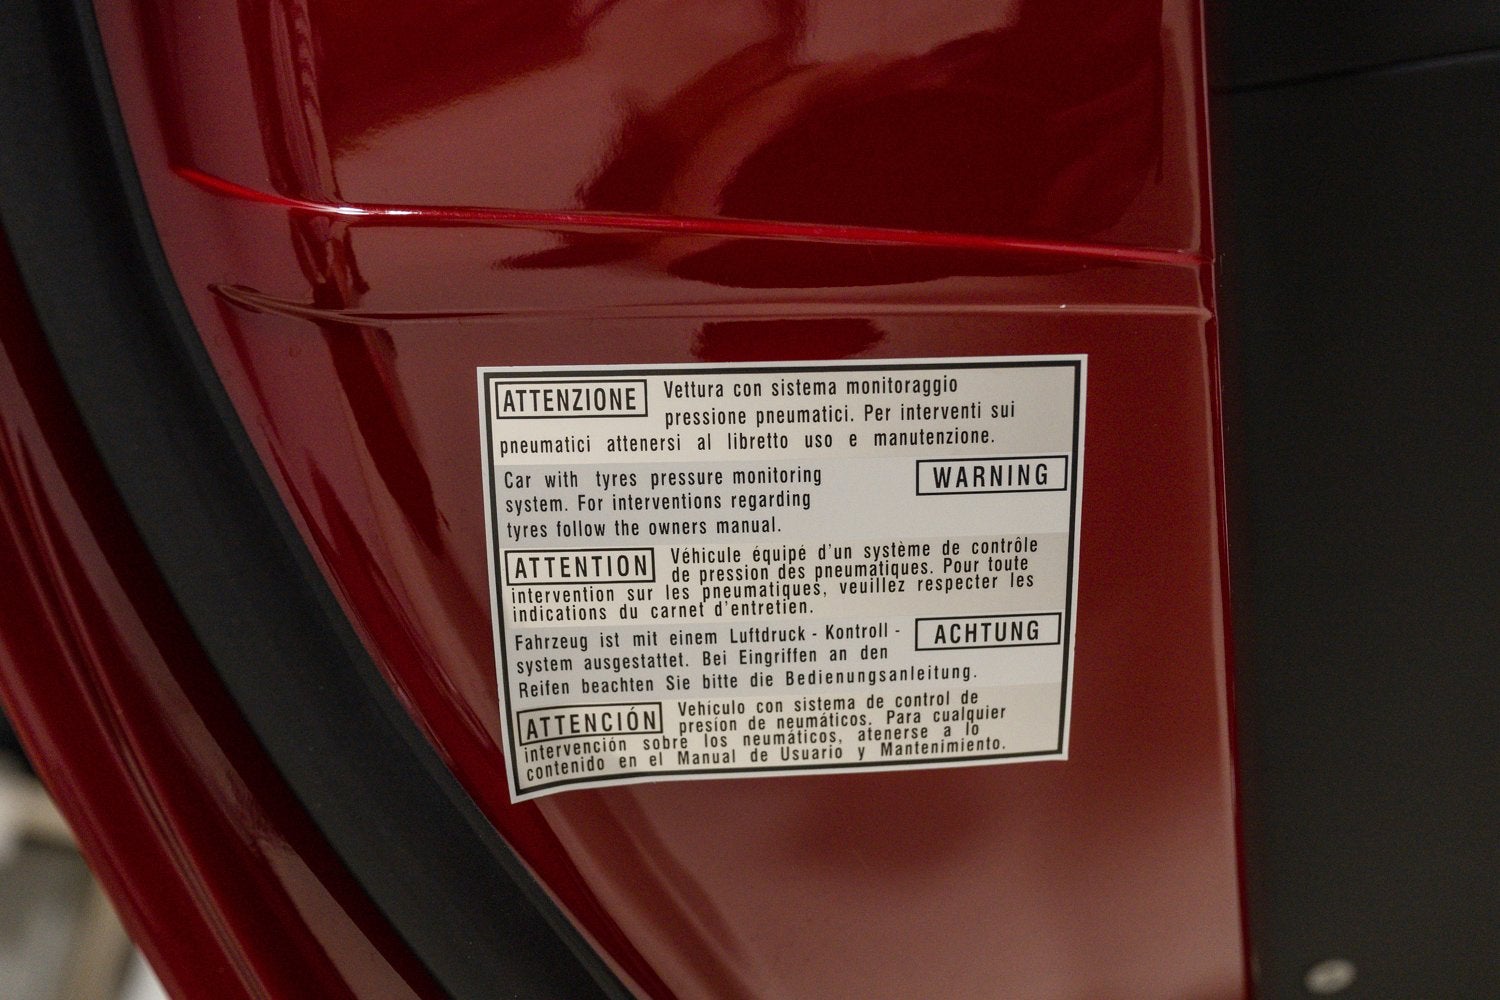 ATTENZIONE Vettura con sistema monitoraggio
pressione pneumatici. Per interventi sui
pneumatici attenersi al libretto uso e manutenzione.
Car with tyres pressure monitoring WARNING
system. For interventions regarding
tyres follow the owners manual.
ATTENTION Véhicule équipé d'un système de contrôle
de pression des pneumatiques. Pour toute
intervention sur les pneumatiques, veuillez respecter les
indications du carnet d'entretien.
Fahrzeug ist mit einem Luftdruck - Kontroll - ACHTUNG
system ausgestattet. Bei Eingriffen an den
Reifen beachten Sie bitte die Bedienungsanleitung.
ATTENCIÓN Vehículo con sistema de control de
presíon de neumáticos. Para cualquier
intervención sobre los neumáticos, atenerse a lo
contenido en el Manual de Usuario y Mantenimiento.